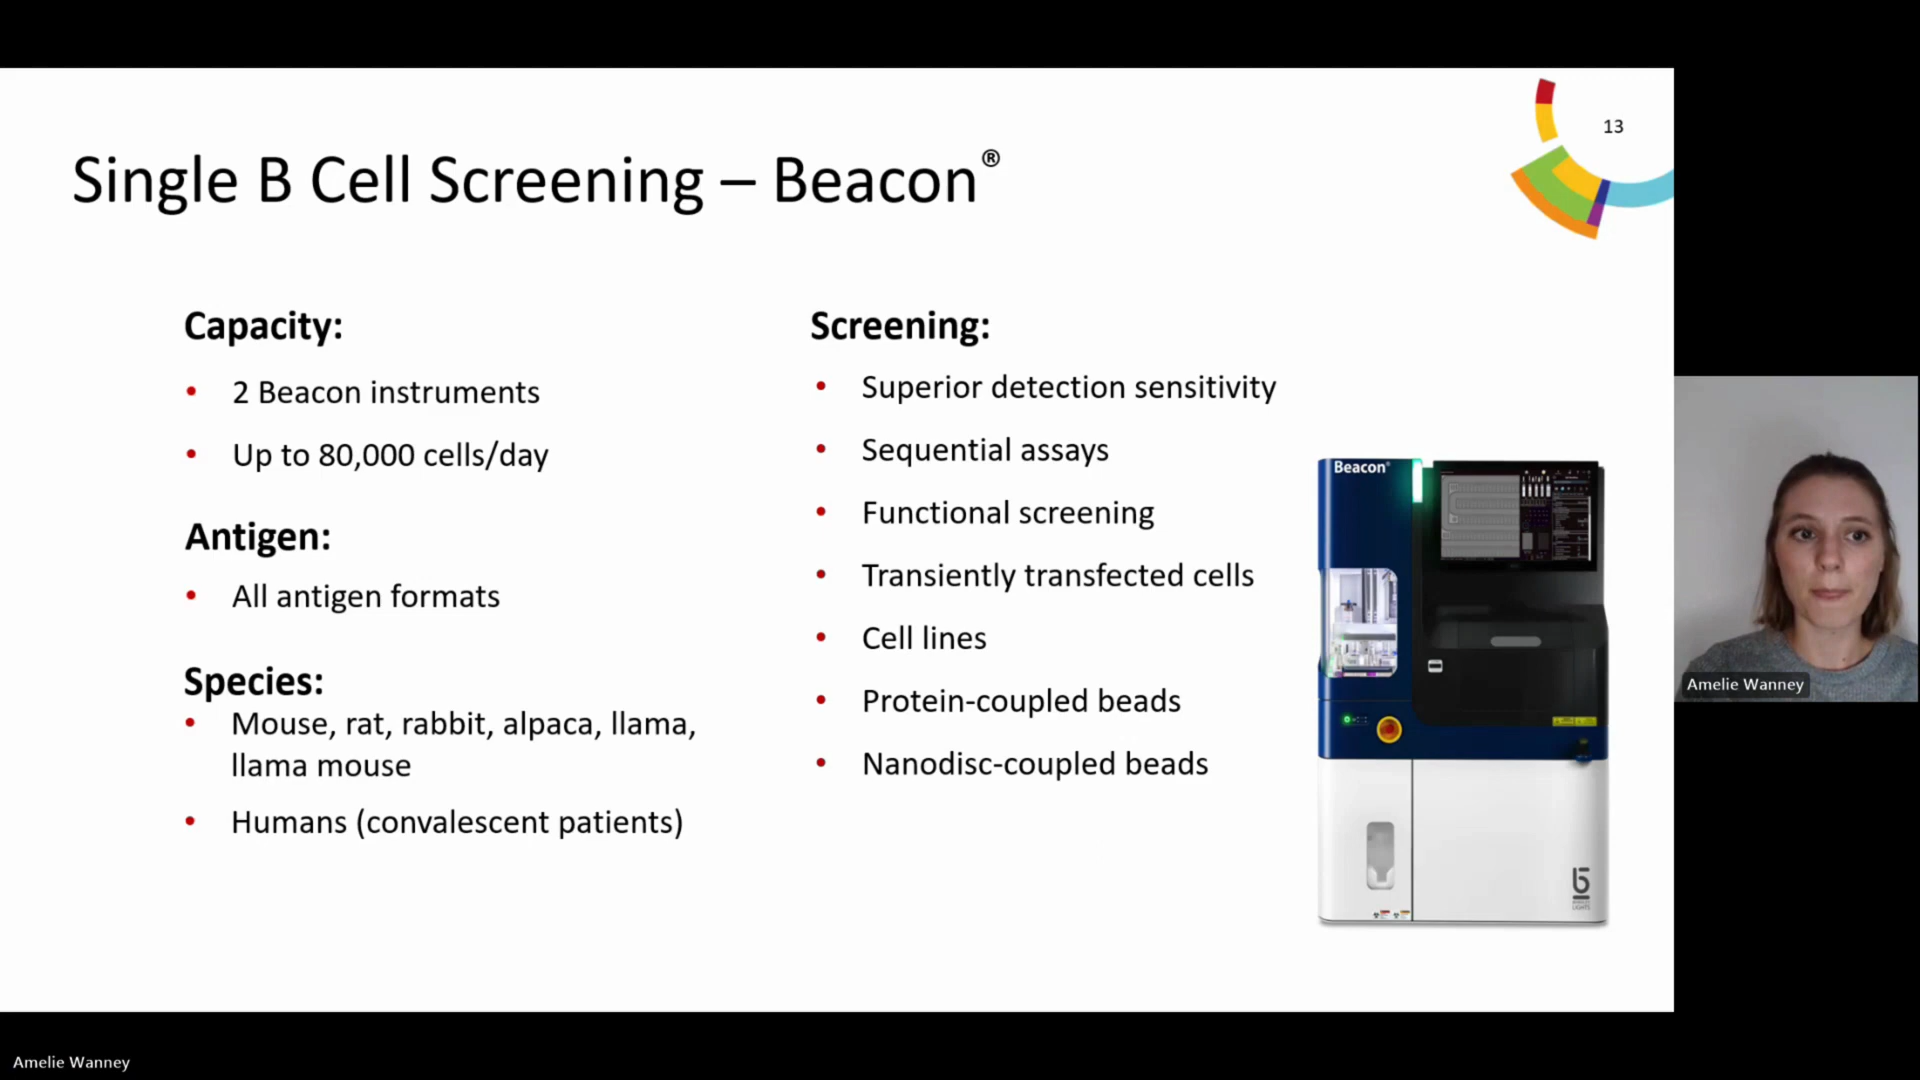 13
Single B Cell Screening – Beacon®
Capacity:
• 2 Beacon instruments
• Up to 80,000 cells/day
Antigen:
• All antigen formats
Species:
• Mouse, rat, rabbit, alpaca, llama,
llama mouse
• Humans (convalescent patients)
Screening:
• Superior detection sensitivity
• Sequential assays
• Functional screening
• Transiently transfected cells
• Cell lines
• Protein-coupled beads
• Nanodisc-coupled beads
Beacon®
Amelie Wanney
Amelie Wanney